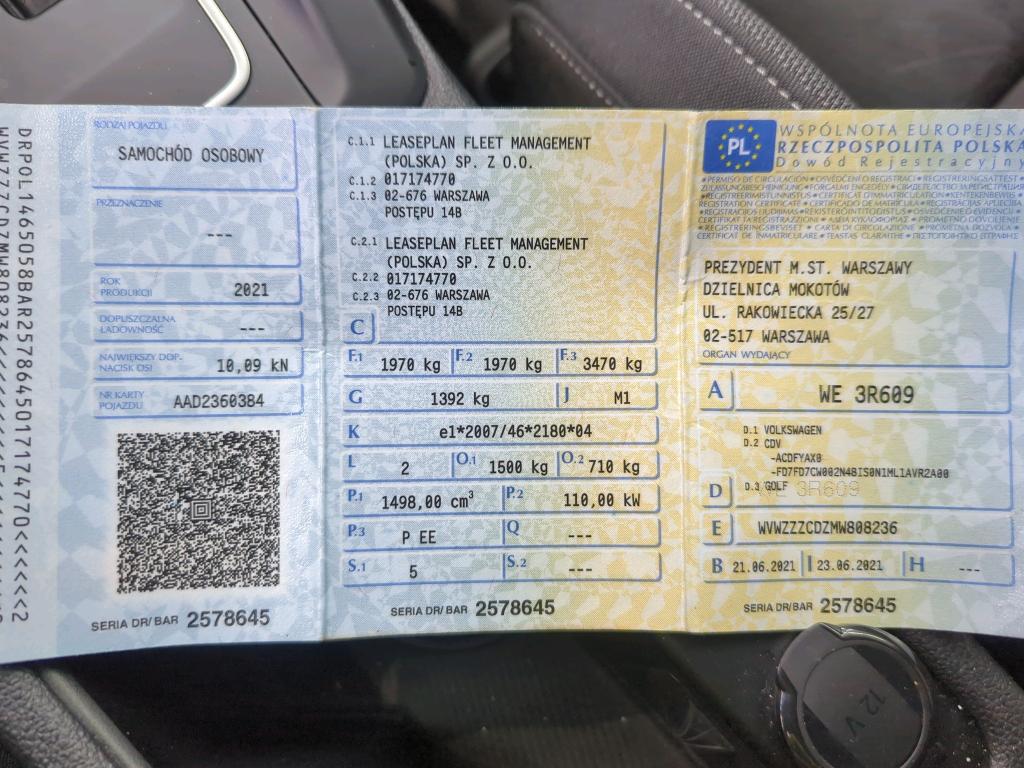 RODZAJ POJAZDU
SAMOCHÓD OSOBOWY
PRZEZNACZENIE
---
ROK PRODUKCJI
2021
DOPUSZCZALNA ŁADOWNOŚĆ
---
NAJWIĘKSZY DOP. NACISK OSI
10,09 kN
NR KARTY POJAZDU
AAD2360384
SERIA DR/BAR 2578645
C.1.1 LEASEPLAN FLEET MANAGEMENT
(POLSKA) SP. Z O.O.
C.1.2 017174770
C.1.3 02-676 WARSZAWA
POSTĘPU 14B
C.2.1 LEASEPLAN FLEET MANAGEMENT
(POLSKA) SP. Z O.O.
C.2.2 017174770
C.2.3 02-676 WARSZAWA
POSTĘPU 14B
C
F.1 1970 kg F.2 1970 kg F.3 3470 kg
G 1392 kg J M1
K e1*2007/46*2180*04
L 2 O.1 1500 kg O.2 710 kg
P.1 1498,00 cm³ P.2 110,00 kW
P.3 P EE Q ---
S.1 5 S.2 ---
SERIA DR/BAR 2578645
PL
WSPÓLNOTA EUROPEJSKA
RZECZPOSPOLITA POLSKA
Dowód Rejestracyjny
PREZYDENT M.ST. WARSZAWY
DZIELNICA MOKOTÓW
UL. RAKOWIECKA 25/27
02-517 WARSZAWA
ORGAN WYDAJĄCY
A WE 3R609
D.1 VOLKSWAGEN
D.2 CDV
-ACDFYAX0
-FD7FD7CW002N4BIS0N1ML1AVR2A00
D D.3 GOLF
WE 3R609
E WVWZZZCDZMW808236
B 21.06.2021 I 23.06.2021 H ---
SERIA DR/BAR 2578645
DRPOL1465058BAR2578645017174770<<<<<<2
12 V